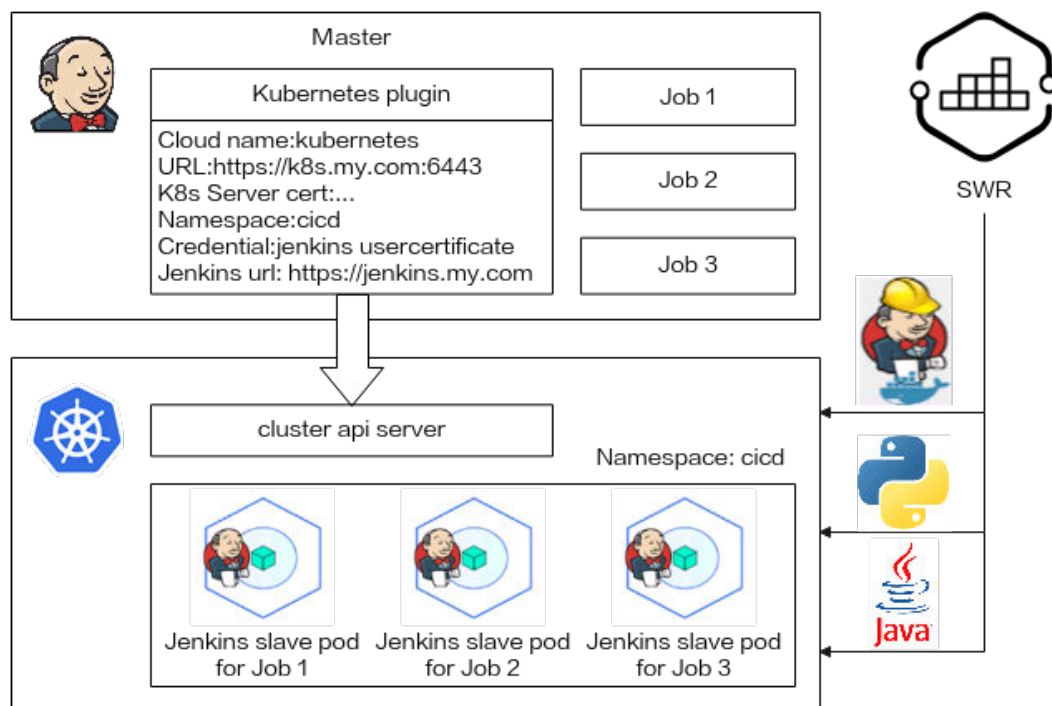 Master
Kubernetes plugin
Cloud name:kubernetes
URL:https://k8s.my.com:6443
K8s Server cert:...
Namespace:cicd
Credential:jenkins usercertificate
Jenkins url: https://jenkins.my.com
Job 1
Job 2
Job 3
SWR
cluster api server
Namespace: cicd
Jenkins slave pod
for Job 1
Jenkins slave pod
for Job 2
Jenkins slave pod
for Job 3
Java